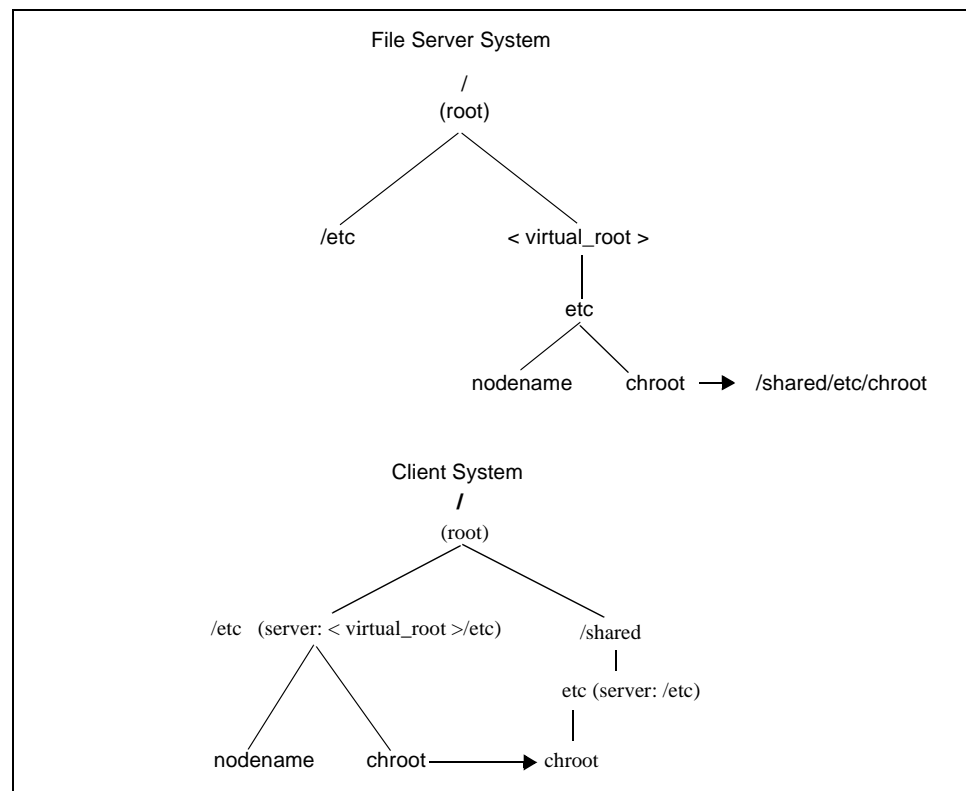 File Server System
/
(root)
/etc < virtual_root >
etc
nodename chroot /shared/etc/chroot
Client System
/
(root)
/etc (server: < virtual_root >/etc) /shared
etc (server: /etc)
nodename chroot chroot